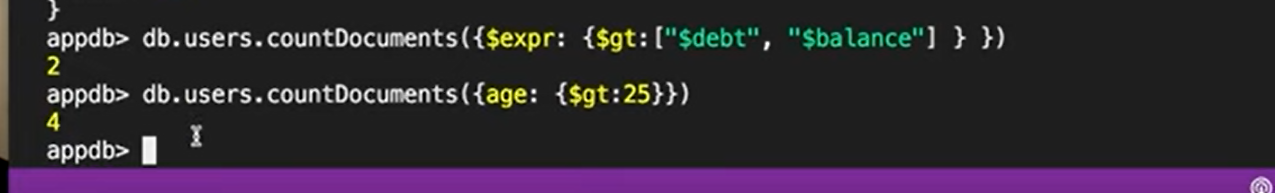 }
appdb> db.users.countDocuments({$expr: {$gt:["$debt", "$balance"] } })
2
appdb> db.users.countDocuments({age: {$gt:25}})
4
appdb>